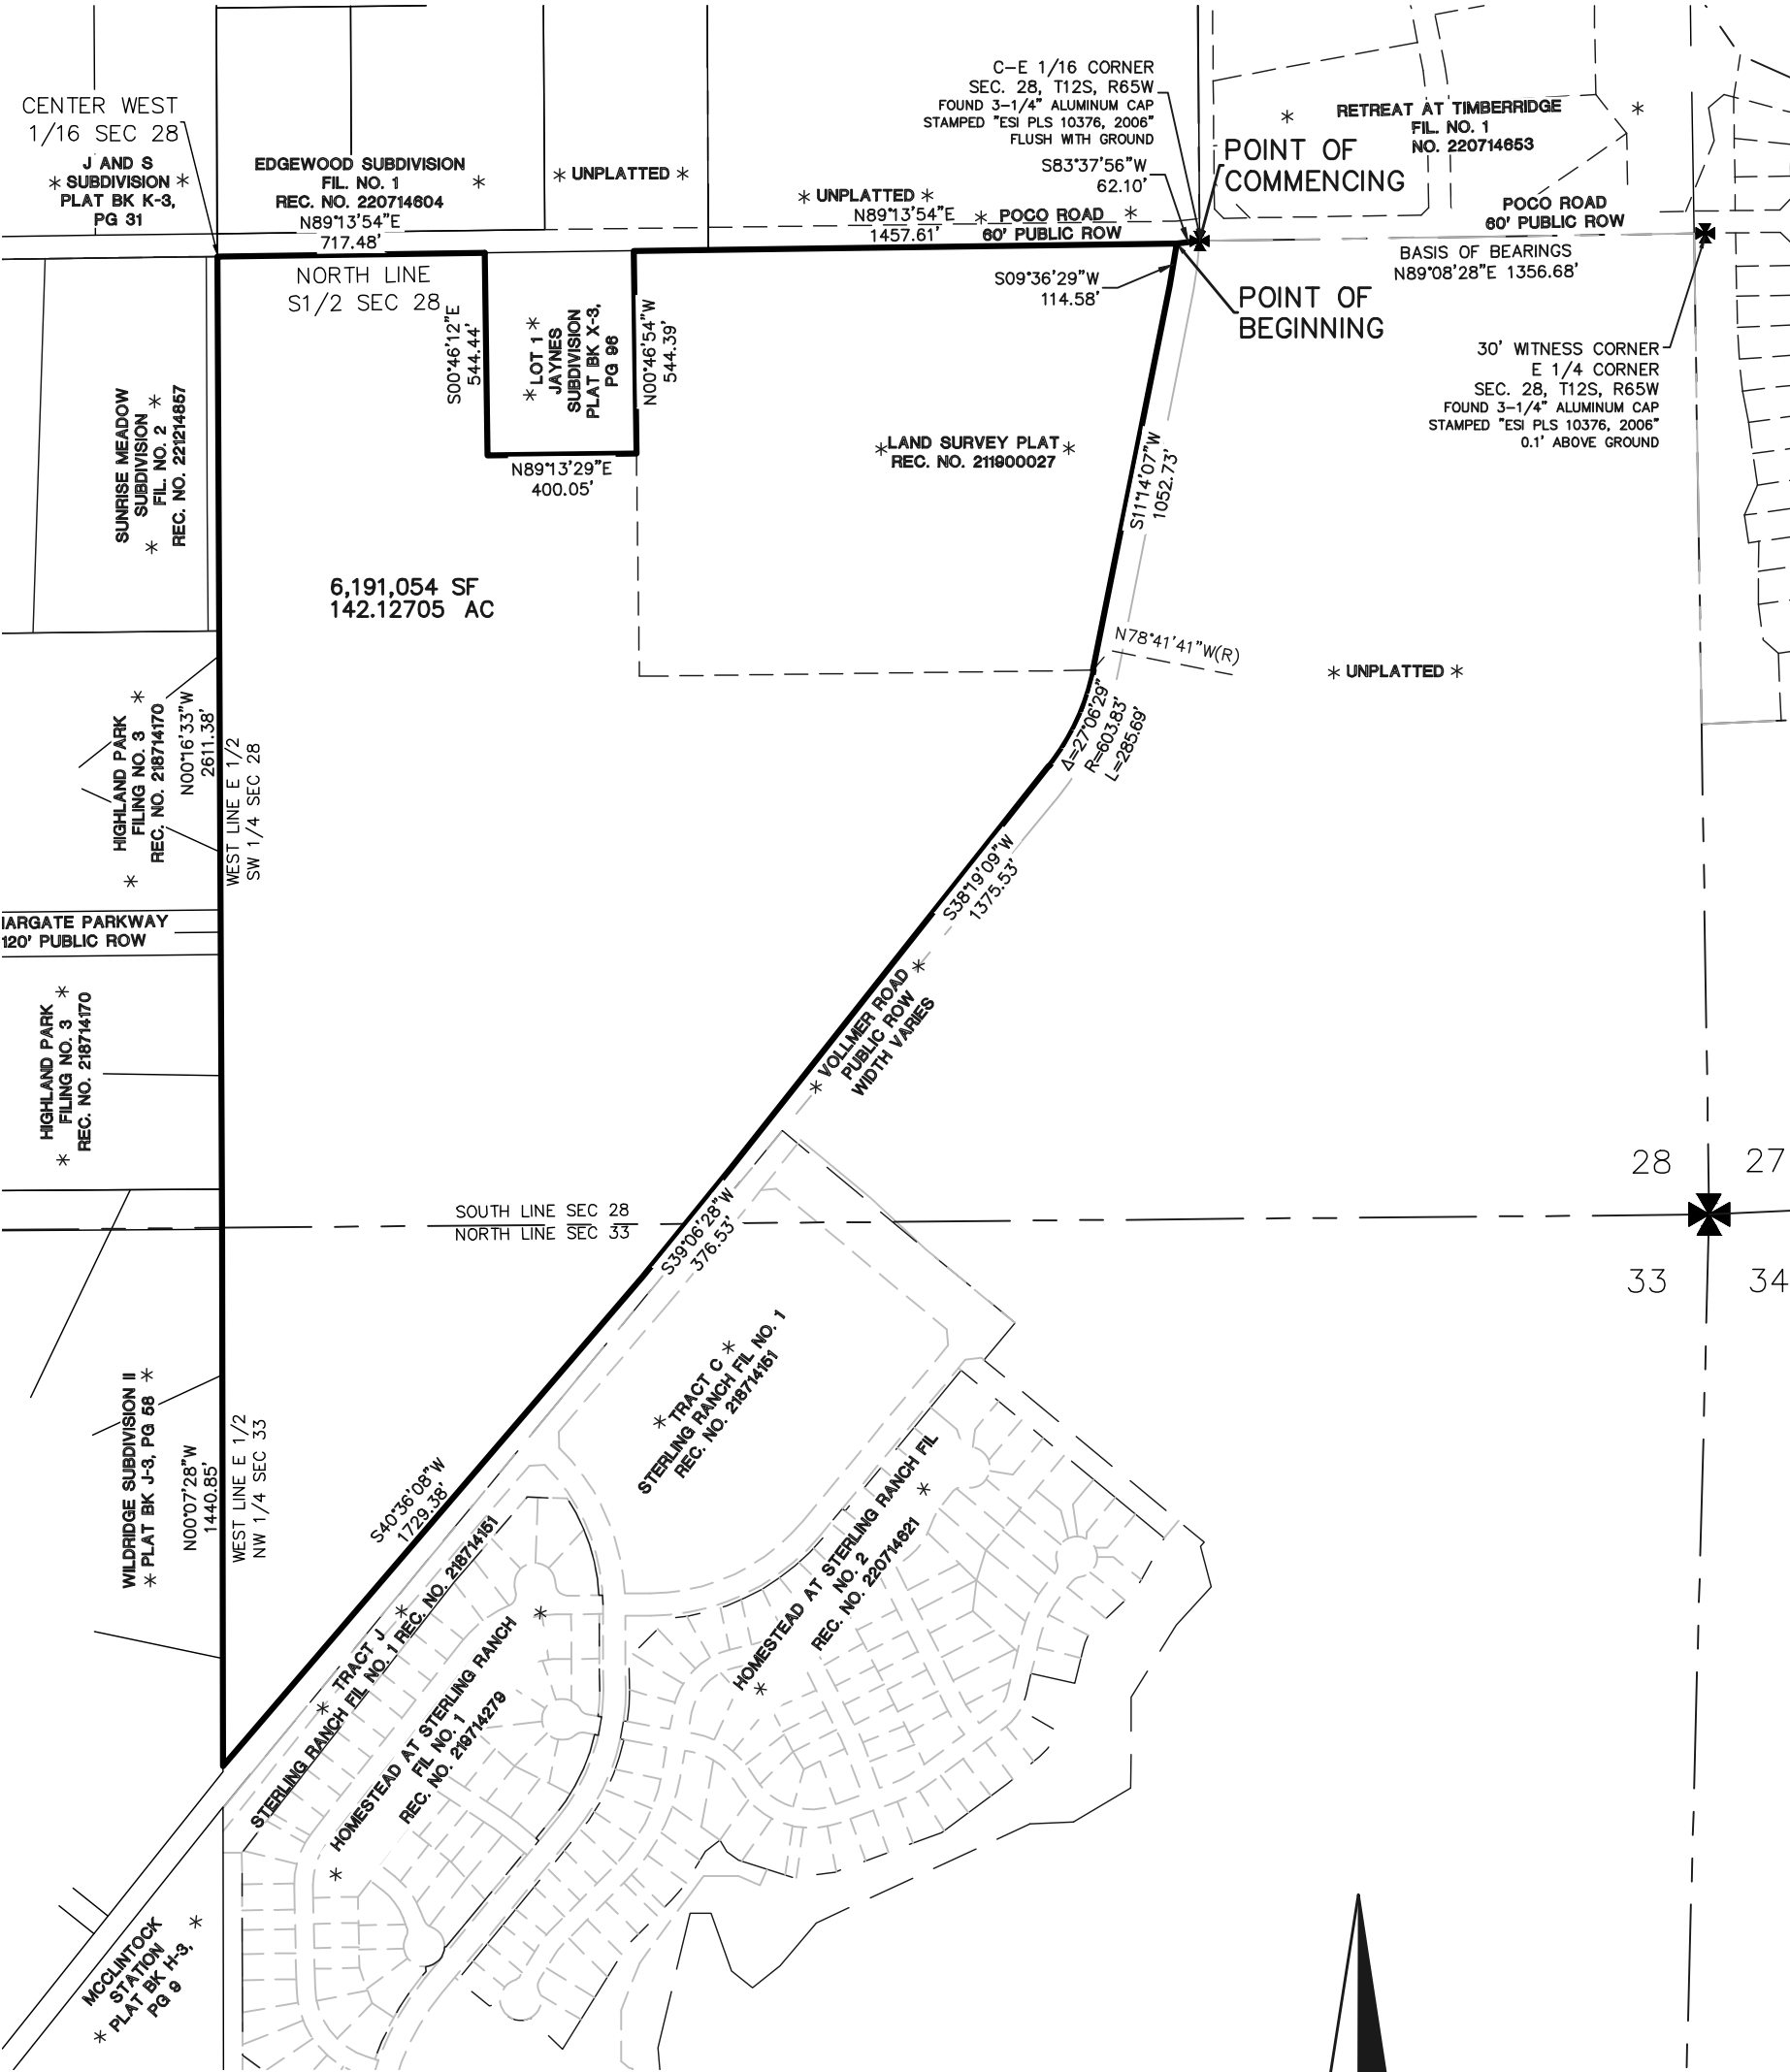 CENTER WEST
1/16 SEC 28
J AND S
* SUBDIVISION *
PLAT BK K-3,
PG 31
EDGEWOOD SUBDIVISION
FIL. NO. 1 *
REC. NO. 220714604
N89°13'54"E
717.48'
NORTH LINE
S1/2 SEC 28
* UNPLATTED *
* UNPLATTED *
N89°13'54"E
1457.61'
* POCO ROAD *
60' PUBLIC ROW
C-E 1/16 CORNER
SEC. 28, T12S, R65W
FOUND 3-1/4" ALUMINUM CAP
STAMPED "ESI PLS 10376, 2006"
FLUSH WITH GROUND
S83°37'56"W
62.10'
POINT OF
COMMENCING
* RETREAT AT TIMBERRIDGE *
FIL. NO. 1
NO. 220714653
POCO ROAD
60' PUBLIC ROW
BASIS OF BEARINGS
N89°08'28"E 1356.68'
S09°36'29"W
114.58'
POINT OF
BEGINNING
30' WITNESS CORNER
E 1/4 CORNER
SEC. 28, T12S, R65W
FOUND 3-1/4" ALUMINUM CAP
STAMPED "ESI PLS 10376, 2006"
0.1' ABOVE GROUND
S00°46'12"E
544.44'
* LOT 1 *
JAYNES
SUBDIVISION
PLAT BK X-3,
PG 96
N00°46'54"W
544.39'
N89°13'29"E
400.05'
SUNRISE MEADOW
SUBDIVISION
* FIL. NO. 2 *
REC. NO. 221214857
* LAND SURVEY PLAT *
REC. NO. 211900027
S11°14'07"W
1052.73'
6,191,054 SF
142.12705 AC
N78°41'41"W(R)
* UNPLATTED *
Δ=27°06'29"
R=603.83'
L=285.69'
HIGHLAND PARK
* FILING NO. 3 *
REC. NO. 218714170
N00°16'33"W
2611.38'
WEST LINE E 1/2
SW 1/4 SEC 28
S38°19'09"W
1375.53'
IARGATE PARKWAY
120' PUBLIC ROW
* VOLLMER ROAD *
PUBLIC ROW
WIDTH VARIES
HIGHLAND PARK
* FILING NO. 3 *
REC. NO. 218714170
28 27
SOUTH LINE SEC 28
NORTH LINE SEC 33
S39°06'28"W
376.53'
33 34
* TRACT C *
STERLING RANCH FIL. NO. 1
REC. NO. 218714151
WILDRIDGE SUBDIVISION II
* PLAT BK J-3, PG 58 *
N00°07'28"W
1440.85'
WEST LINE E 1/2
NW 1/4 SEC 33
S40°36'08"W
1729.38'
* TRACT J *
STERLING RANCH FIL. NO. 1 REC. NO. 218714151
HOMESTEAD AT STERLING RANCH FIL
* NO. 2 *
REC. NO. 220714621
* HOMESTEAD AT STERLING RANCH *
FIL. NO. 1
REC. NO. 219714279
MCCLINTOCK
STATION
* PLAT BK H-3, *
PG 9